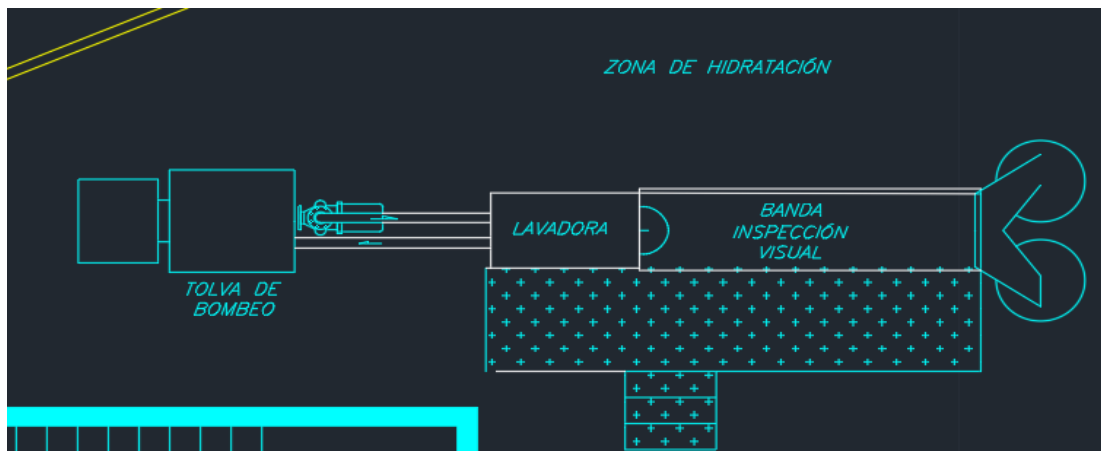 ZONA DE HIDRATACIÓN
LAVADORA
BANDA
INSPECCIÓN
VISUAL
TOLVA DE
BOMBEO